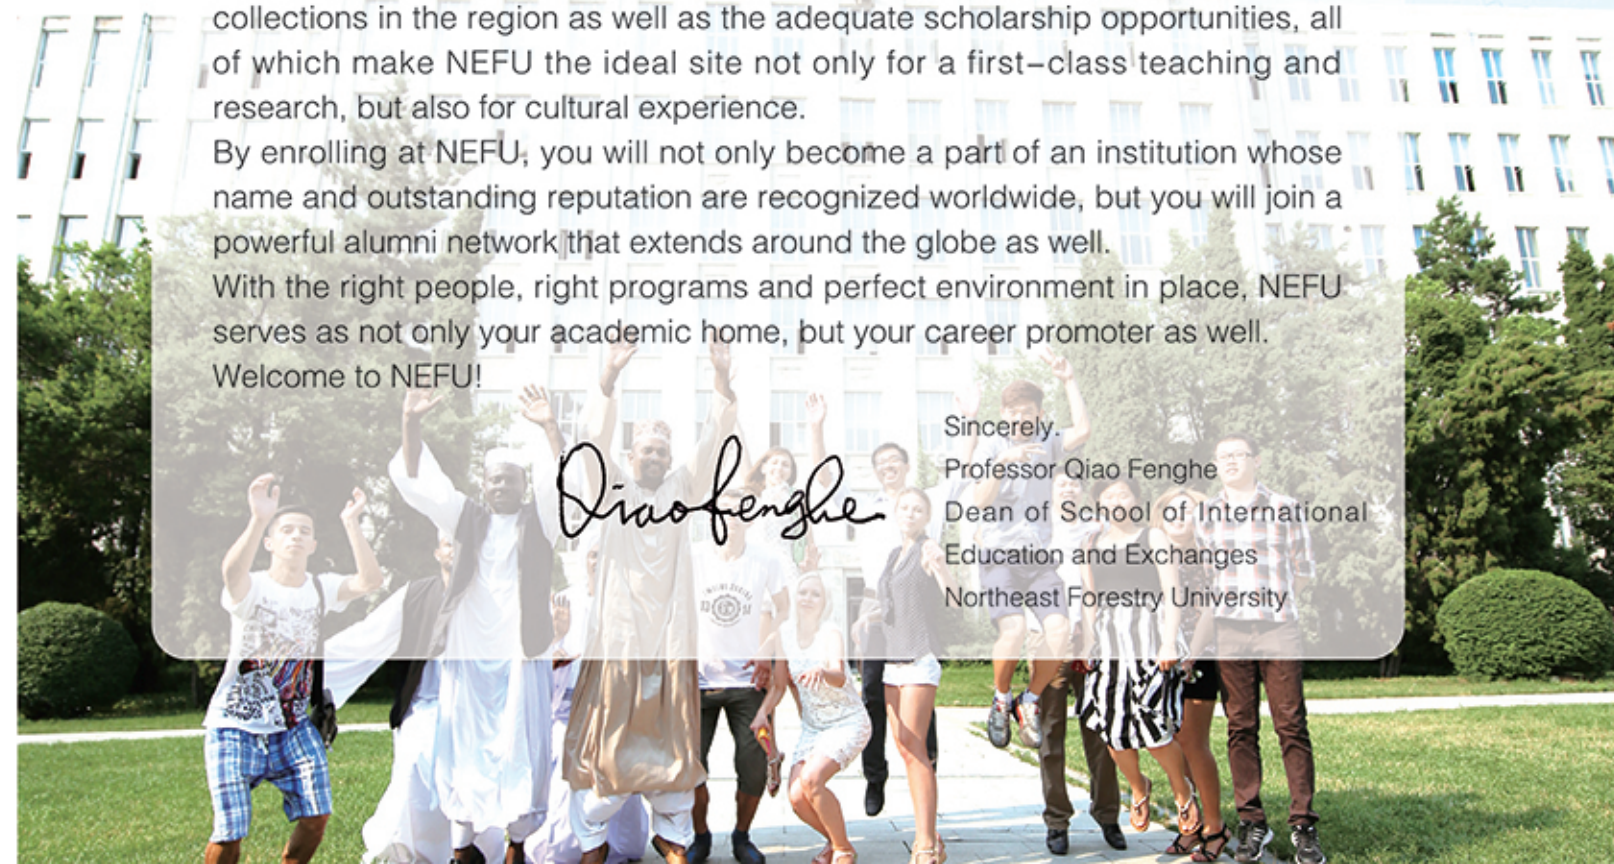 collections in the region as well as the adequate scholarship opportunities, all
of which make NEFU the ideal site not only for a first–class teaching and
research, but also for cultural experience.
By enrolling at NEFU, you will not only become a part of an institution whose
name and outstanding reputation are recognized worldwide, but you will join a
powerful alumni network that extends around the globe as well.
With the right people, right programs and perfect environment in place, NEFU
serves as not only your academic home, but your career promoter as well.
Welcome to NEFU!
Qiaofenghe
Sincerely.
Professor Qiao Fenghe
Dean of School of International
Education and Exchanges
Northeast Forestry University